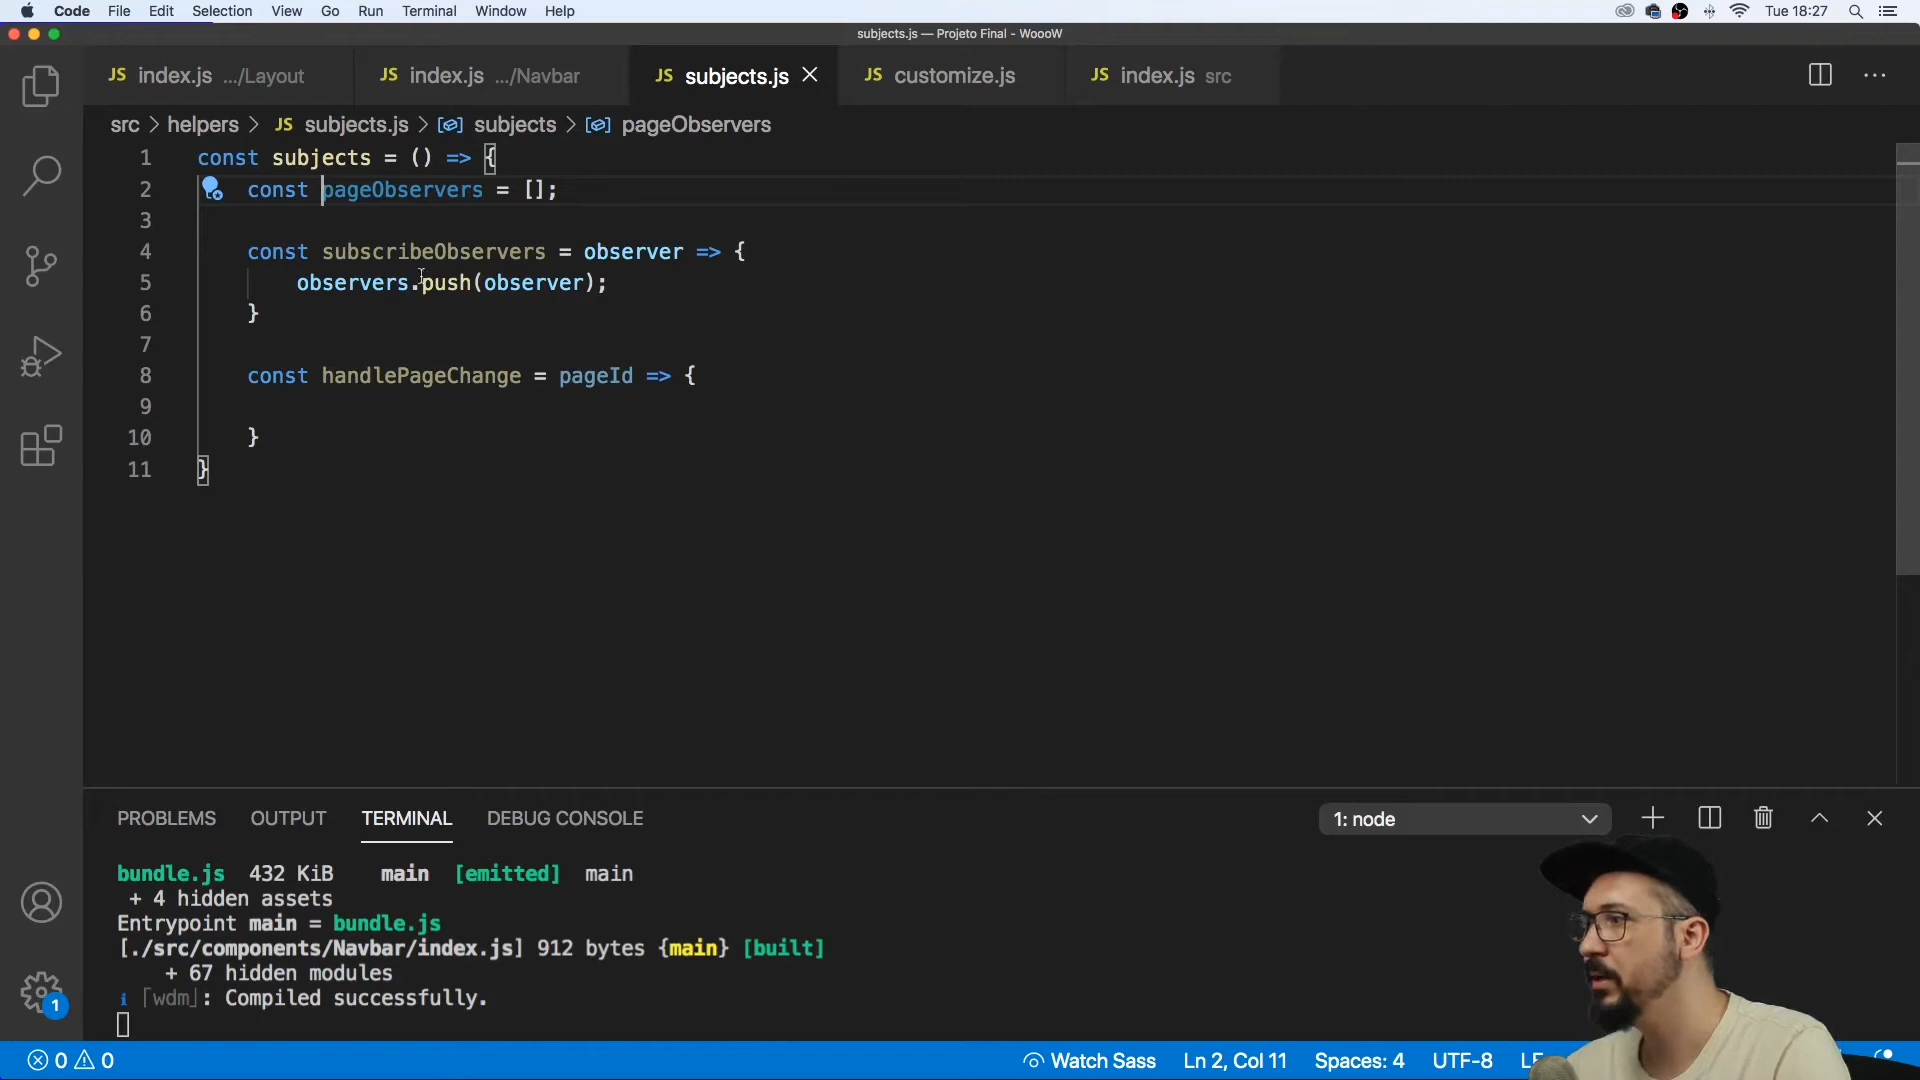 Code File Edit Selection View Go Run Terminal Window Help Tue 18:27
subjects.js — Projeto Final - WoooW
JS index.js .../Layout JS index.js .../Navbar JS subjects.js JS customize.js JS index.js src
src > helpers > JS subjects.js > subjects > pageObservers
1 const subjects = () => {
2 const pageObservers = [];
3
4 const subscribeObservers = observer => {
5 observers.push(observer);
6 }
7
8 const handlePageChange = pageId => {
9
10 }
11 }
PROBLEMS OUTPUT TERMINAL DEBUG CONSOLE 1: node
bundle.js 432 KiB main [emitted] main
+ 4 hidden assets
Entrypoint main = bundle.js
[./src/components/Navbar/index.js] 912 bytes {main} [built]
+ 67 hidden modules
i ⌈wdm⌋: Compiled successfully.
1
0 0 Watch Sass Ln 2, Col 11 Spaces: 4 UTF-8